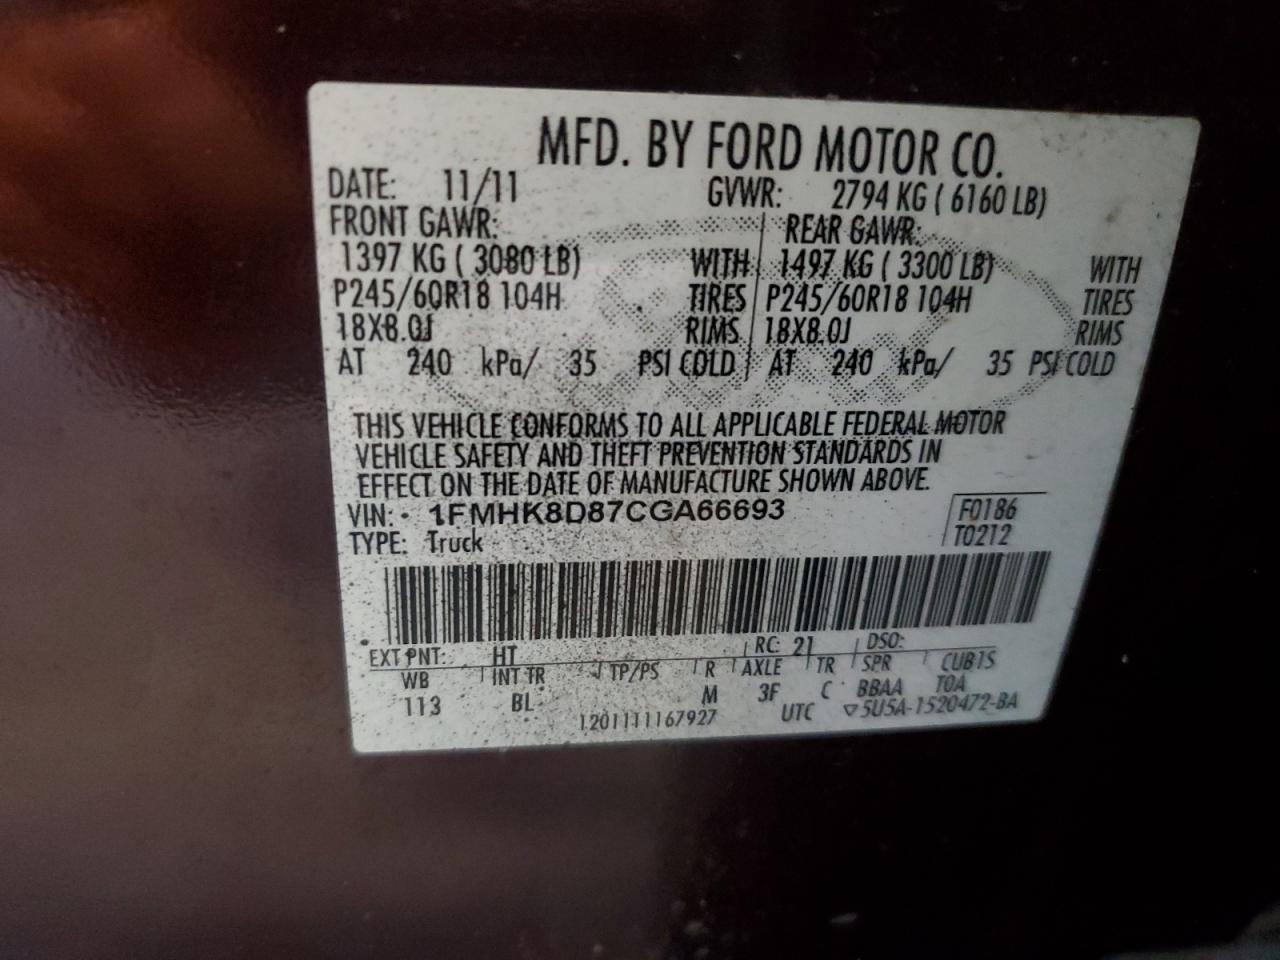 MFD. BY FORD MOTOR CO.
DATE: 11/11 GVWR: 2794 KG ( 6160 LB)
FRONT GAWR: REAR GAWR:
1397 KG ( 3080 LB) WITH 1497 KG ( 3300 LB) WITH
P245/60R18 104H TIRES P245/60R18 104H TIRES
18X8.0J RIMS 18X8.0J RIMS
AT 240 kPa/ 35 PSI COLD AT 240 kPa/ 35 PSI COLD
THIS VEHICLE CONFORMS TO ALL APPLICABLE FEDERAL MOTOR
VEHICLE SAFETY AND THEFT PREVENTION STANDARDS IN
EFFECT ON THE DATE OF MANUFACTURE SHOWN ABOVE.
VIN: 1FMHK8D87CGA66693 F0186
TYPE: Truck T0212
EXT PNT: HT RC: 21 DSO:
WB INT TR TP/PS R AXLE TR SPR CUB1S
113 BL M 3F C BBAA TOA
1201111167927 UTC ▽5U5A-1520472-BA